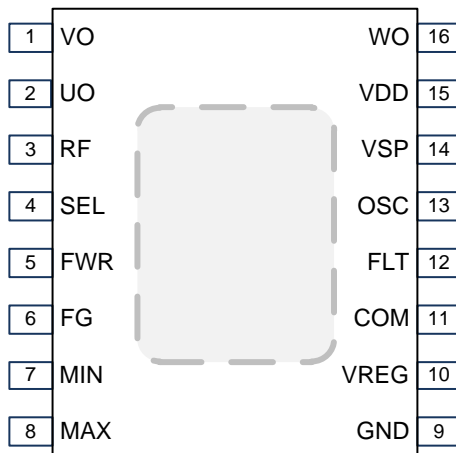 1 VO WO 16
2 UO VDD 15
3 RF VSP 14
4 SEL OSC 13
5 FWR FLT 12
6 FG COM 11
7 MIN VREG 10
8 MAX GND 9